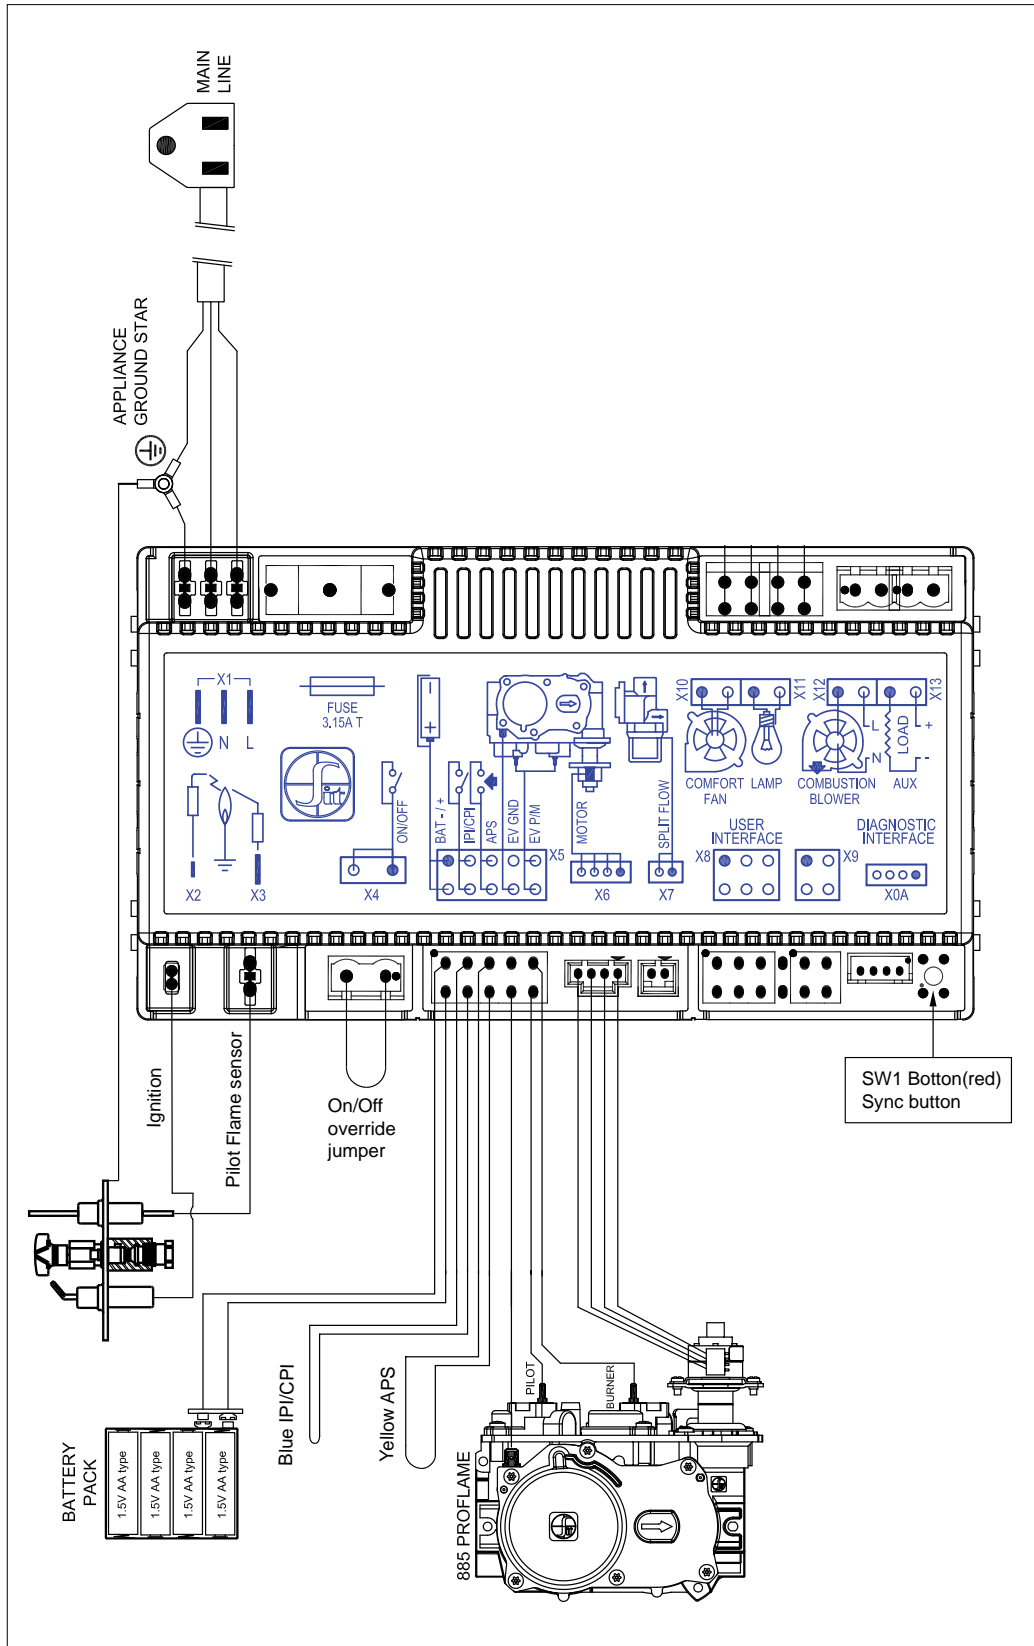 MAIN
LINE
APPLIANCE
GROUND STAR
X1
N
L
FUSE
3.15A T
-
+
X10
X11
X12
X13
L
N
LOAD
+
-
COMFORT
FAN
LAMP
COMBUSTION
BLOWER
AUX
Sit
ON/OFF
BAT - / +
IPI/CPI
APS
EV GND
EV P/M
MOTOR
SPLIT FLOW
USER
INTERFACE
DIAGNOSTIC
INTERFACE
X2
X3
X4
X5
X6
X7
X8
X9
X0A
Ignition
Pilot Flame sensor
On/Off
override
jumper
SW1 Botton(red)
Sync button
BATTERY
PACK
1.5V AA type
1.5V AA type
1.5V AA type
1.5V AA type
Blue IPI/CPI
Yellow APS
PILOT
BURNER
885 PROFLAME